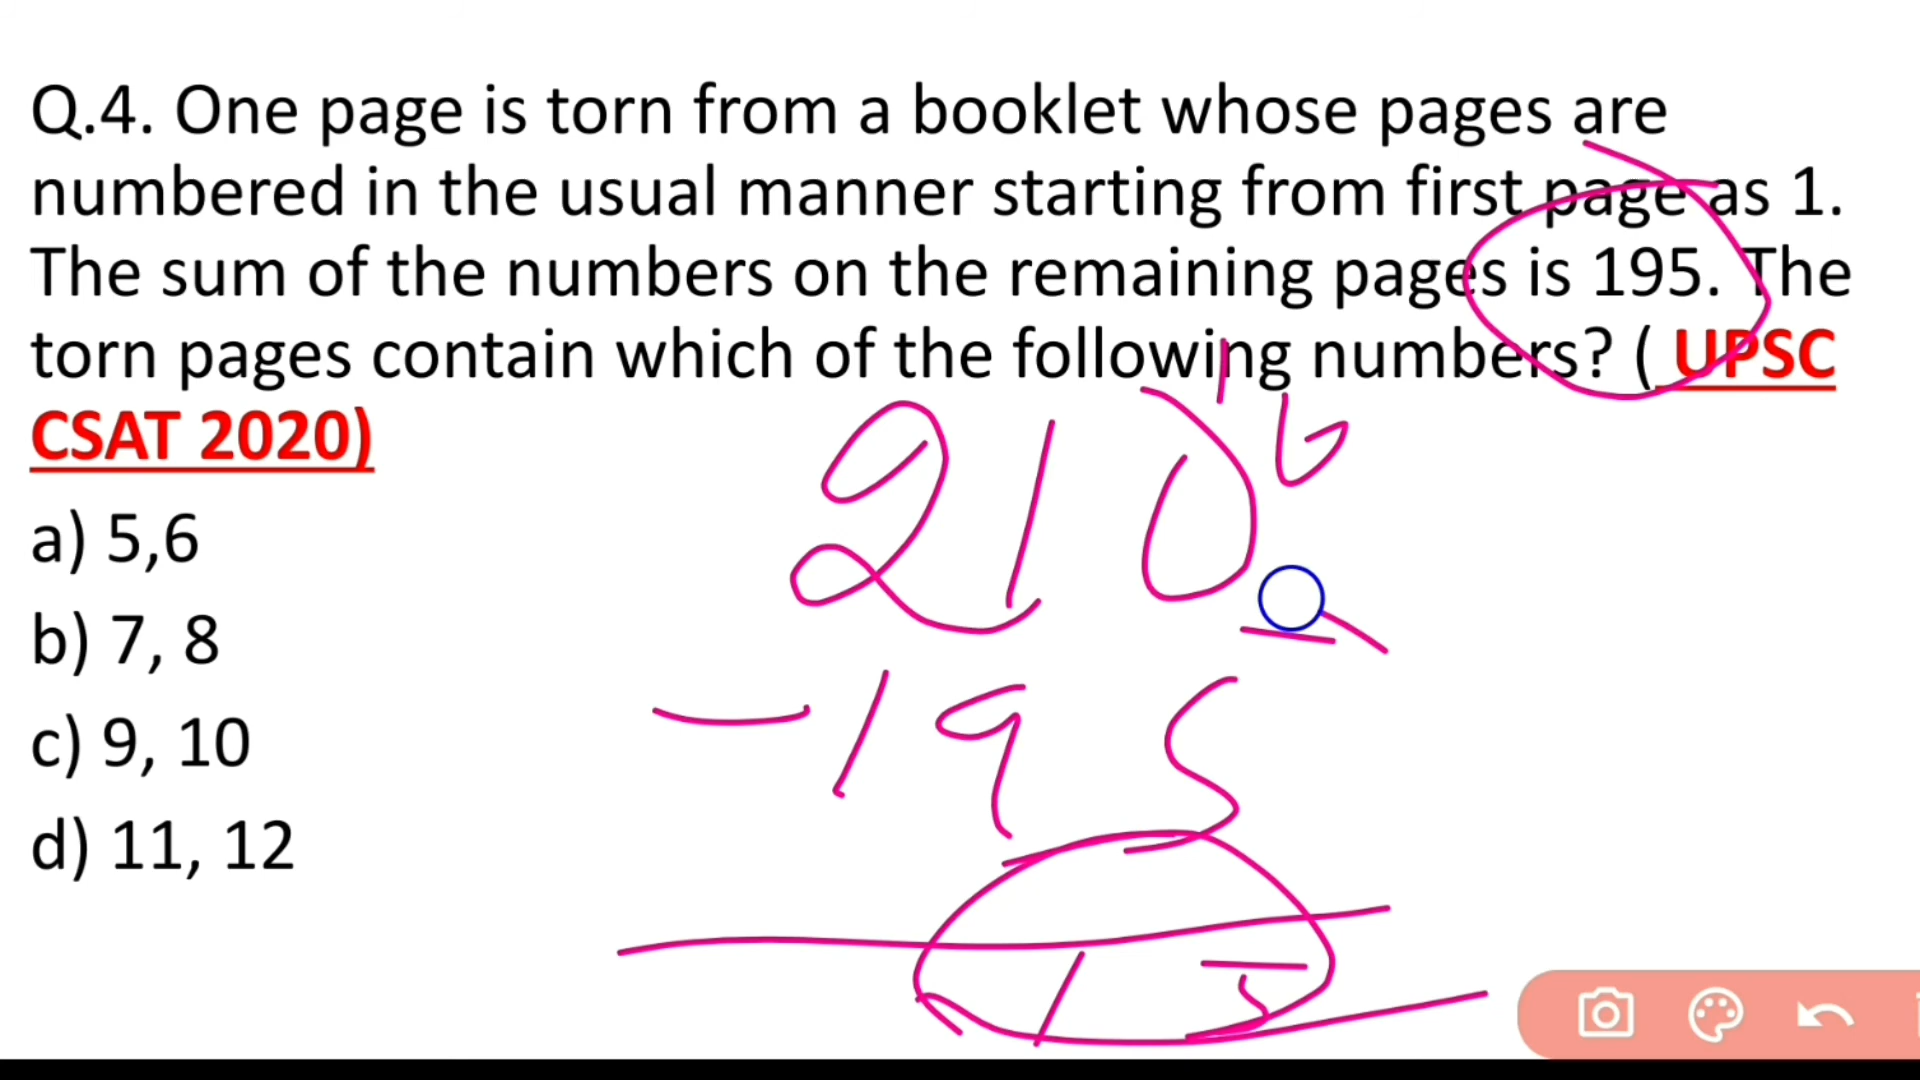 Q.4. One page is torn from a booklet whose pages are
numbered in the usual manner starting from first page as 1.
The sum of the numbers on the remaining pages is 195. The
torn pages contain which of the following numbers? ( UPSC
CSAT 2020)
a) 5,6
b) 7, 8
c) 9, 10
d) 11, 12
210
- 195
15